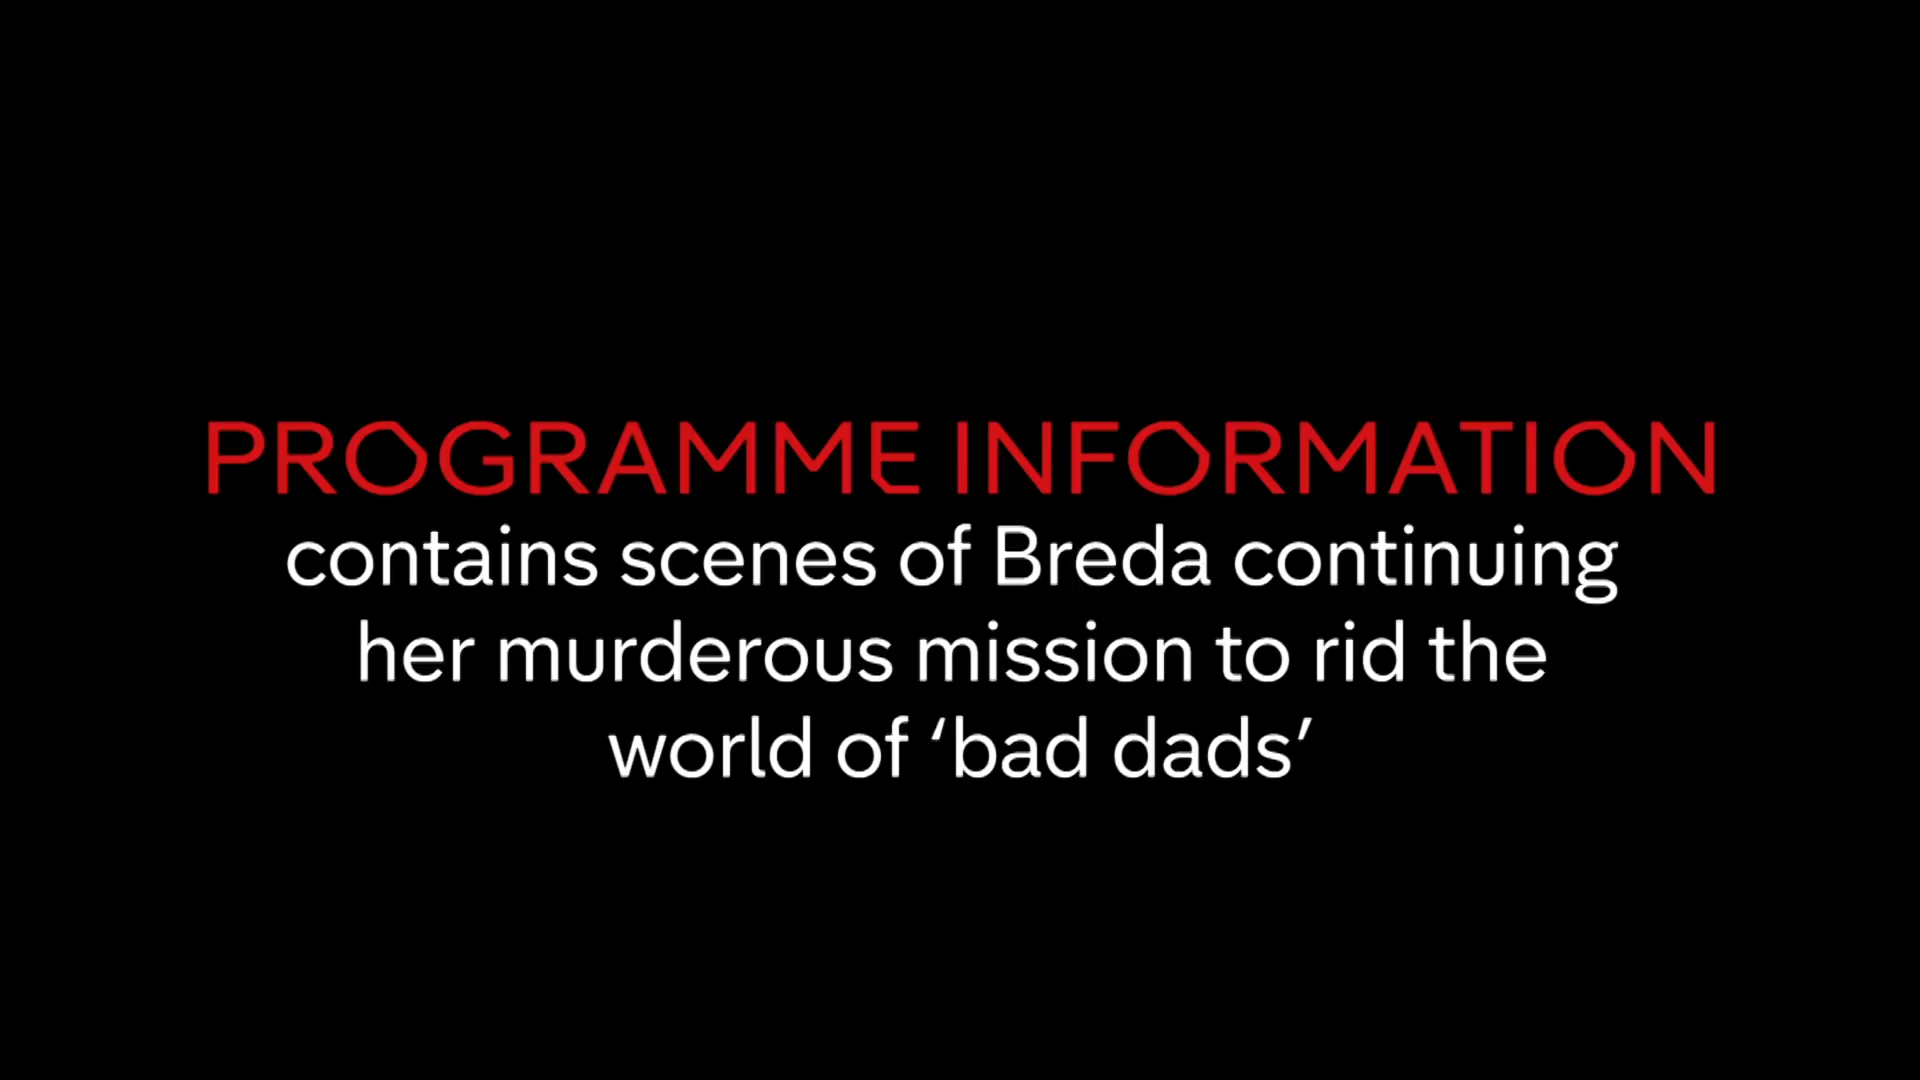 PROGRAMME INFORMATION
contains scenes of Breda continuing
her murderous mission to rid the
world of ‘bad dads’